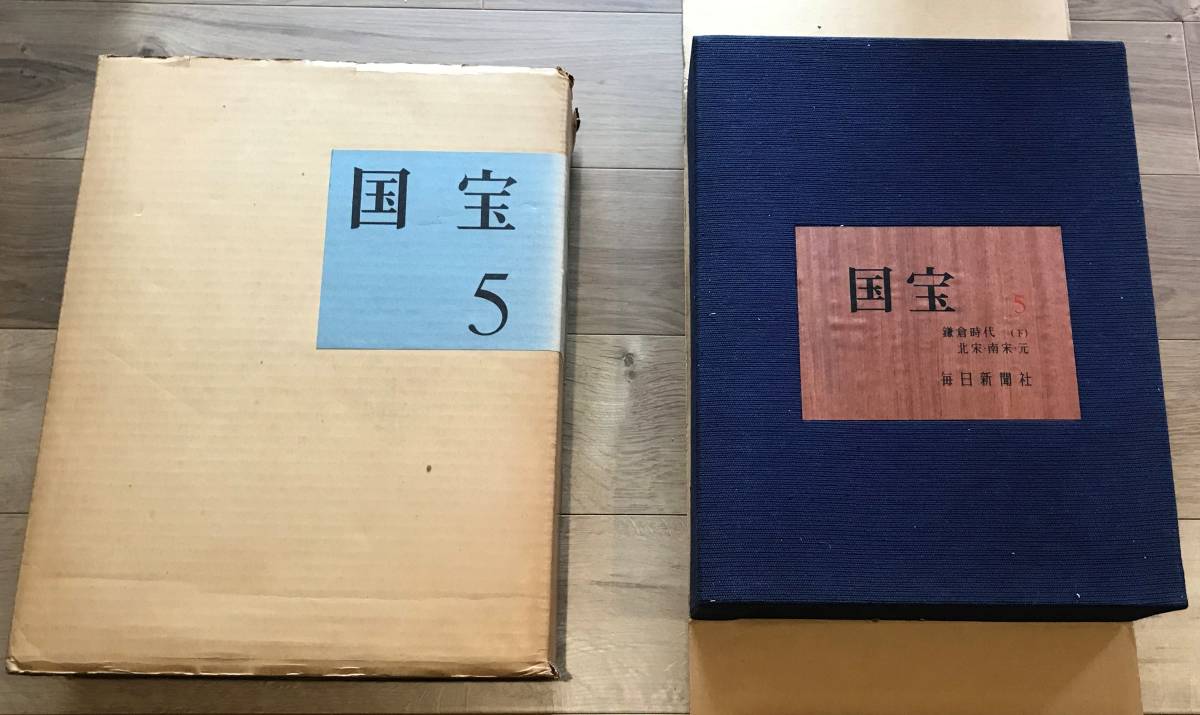 国 宝
5
国宝 5
鎌倉時代 (下)
北宋・南宋・元
毎日新聞社